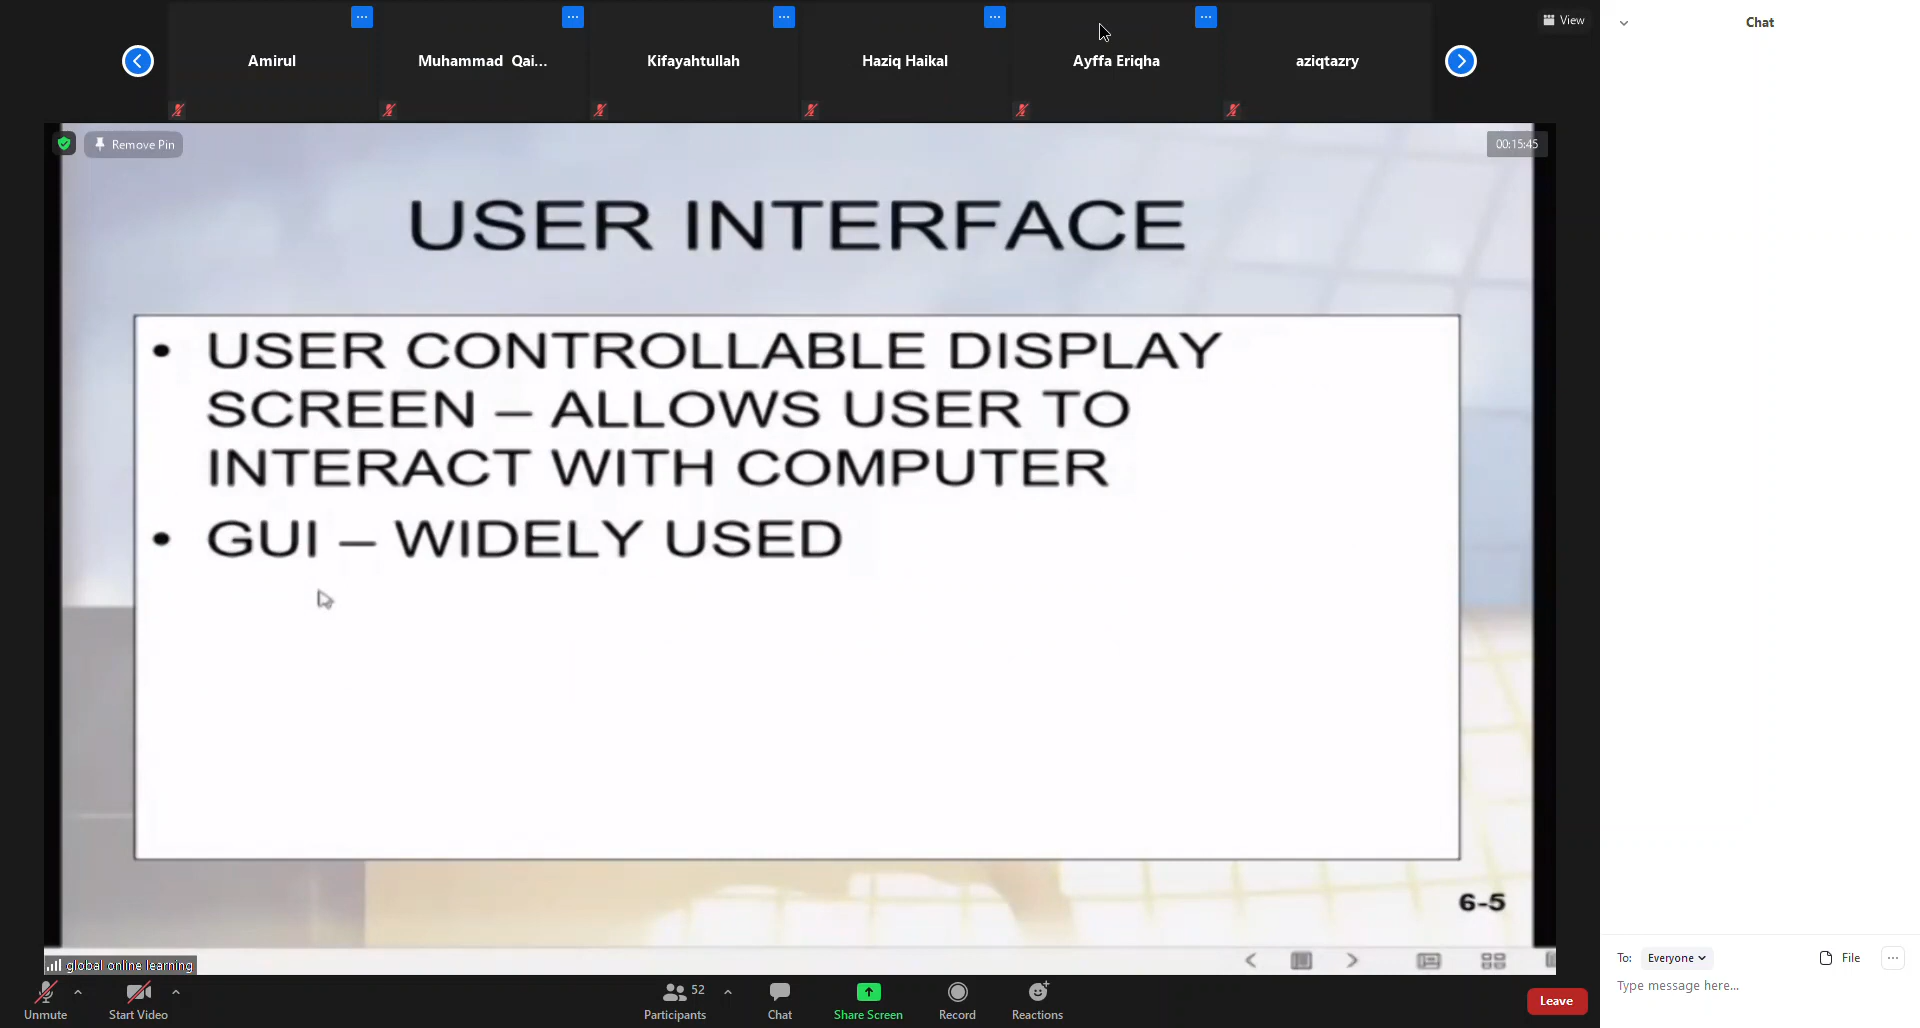 View
Chat
Amirul
Muhammad Qai...
Kifayahtullah
Haziq Haikal
Ayffa Eriqha
aziqtazry
Remove Pin
00:15:45
USER INTERFACE
• USER CONTROLLABLE DISPLAY
SCREEN – ALLOWS USER TO
INTERACT WITH COMPUTER
• GUI – WIDELY USED
6-5
global online learning
To: Everyone
File
Type message here...
Unmute
Start Video
52
Participants
Chat
Share Screen
Record
Reactions
Leave